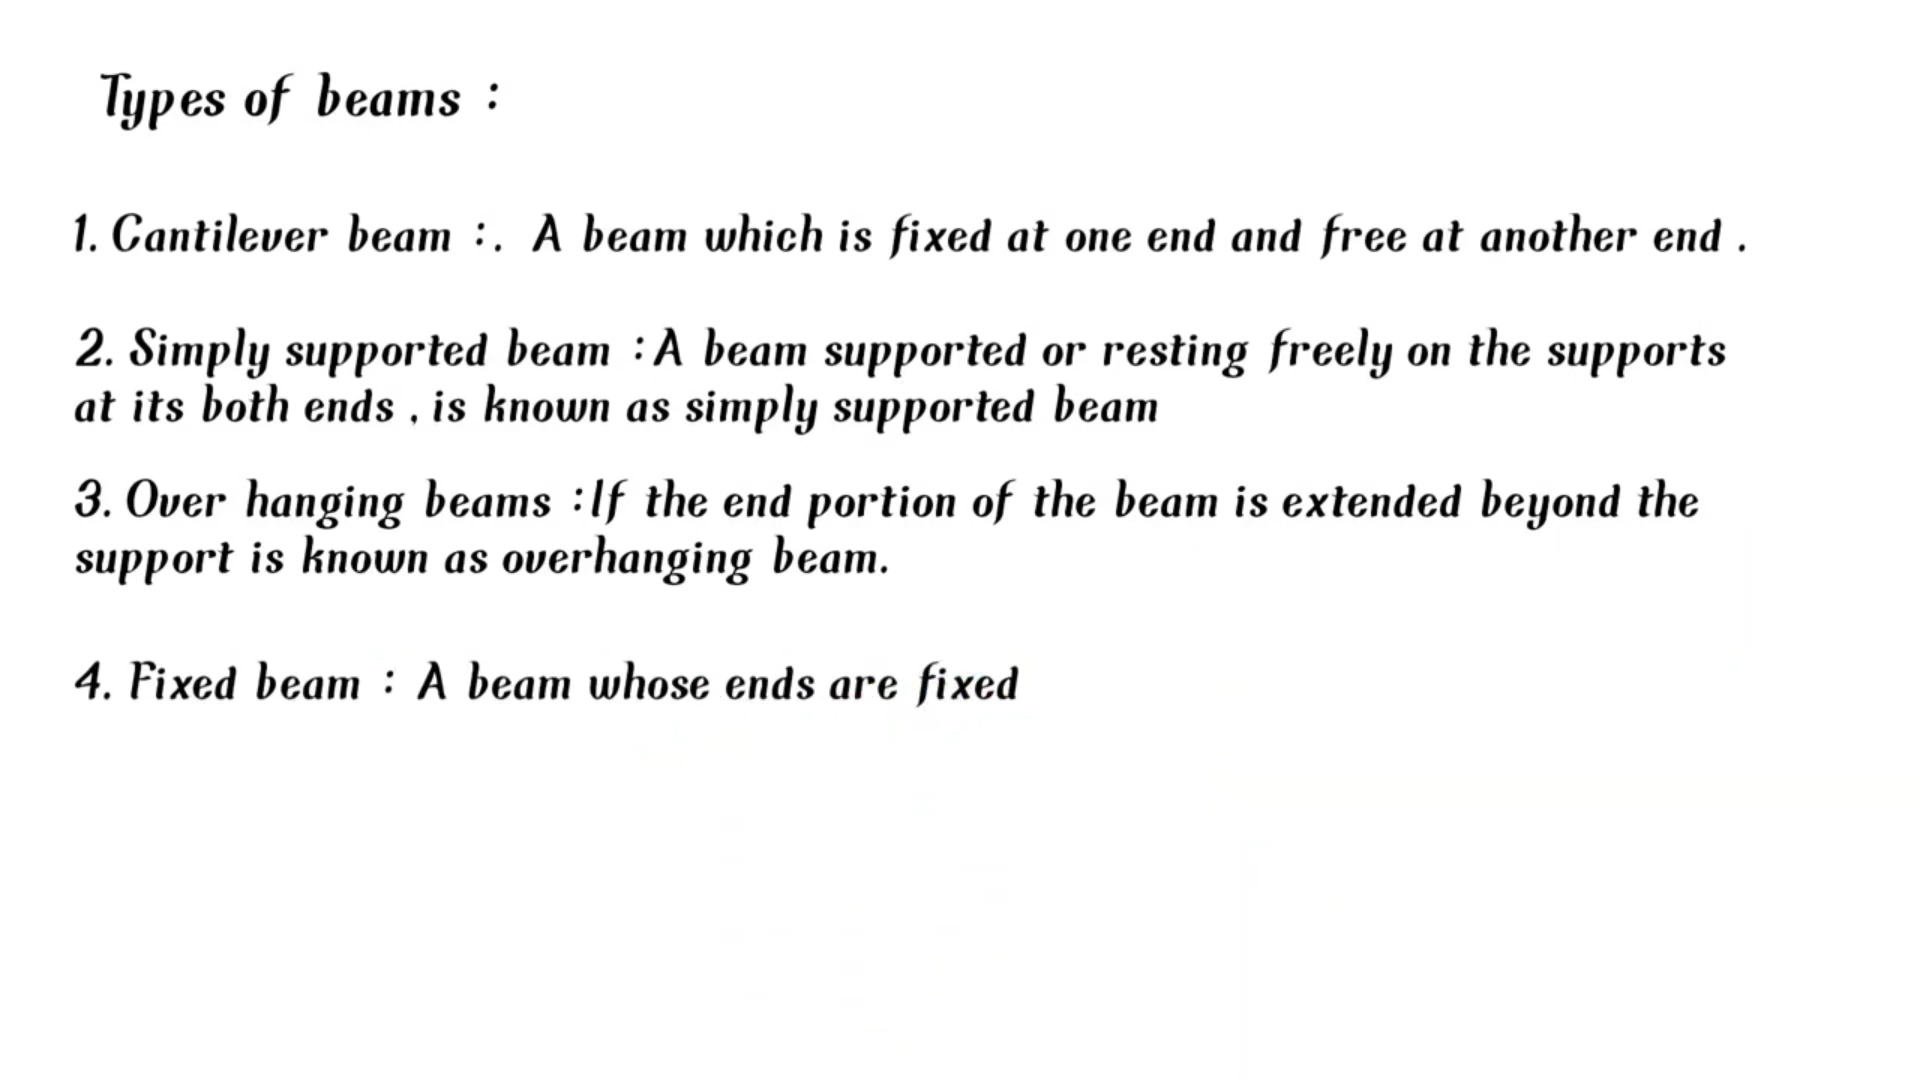 Types of beams :
1. Cantilever beam :. A beam which is fixed at one end and free at another end .
2. Simply supported beam : A beam supported or resting freely on the supports
at its both ends , is known as simply supported beam
3. Over hanging beams : If the end portion of the beam is extended beyond the
support is known as overhanging beam.
4. Fixed beam : A beam whose ends are fixed